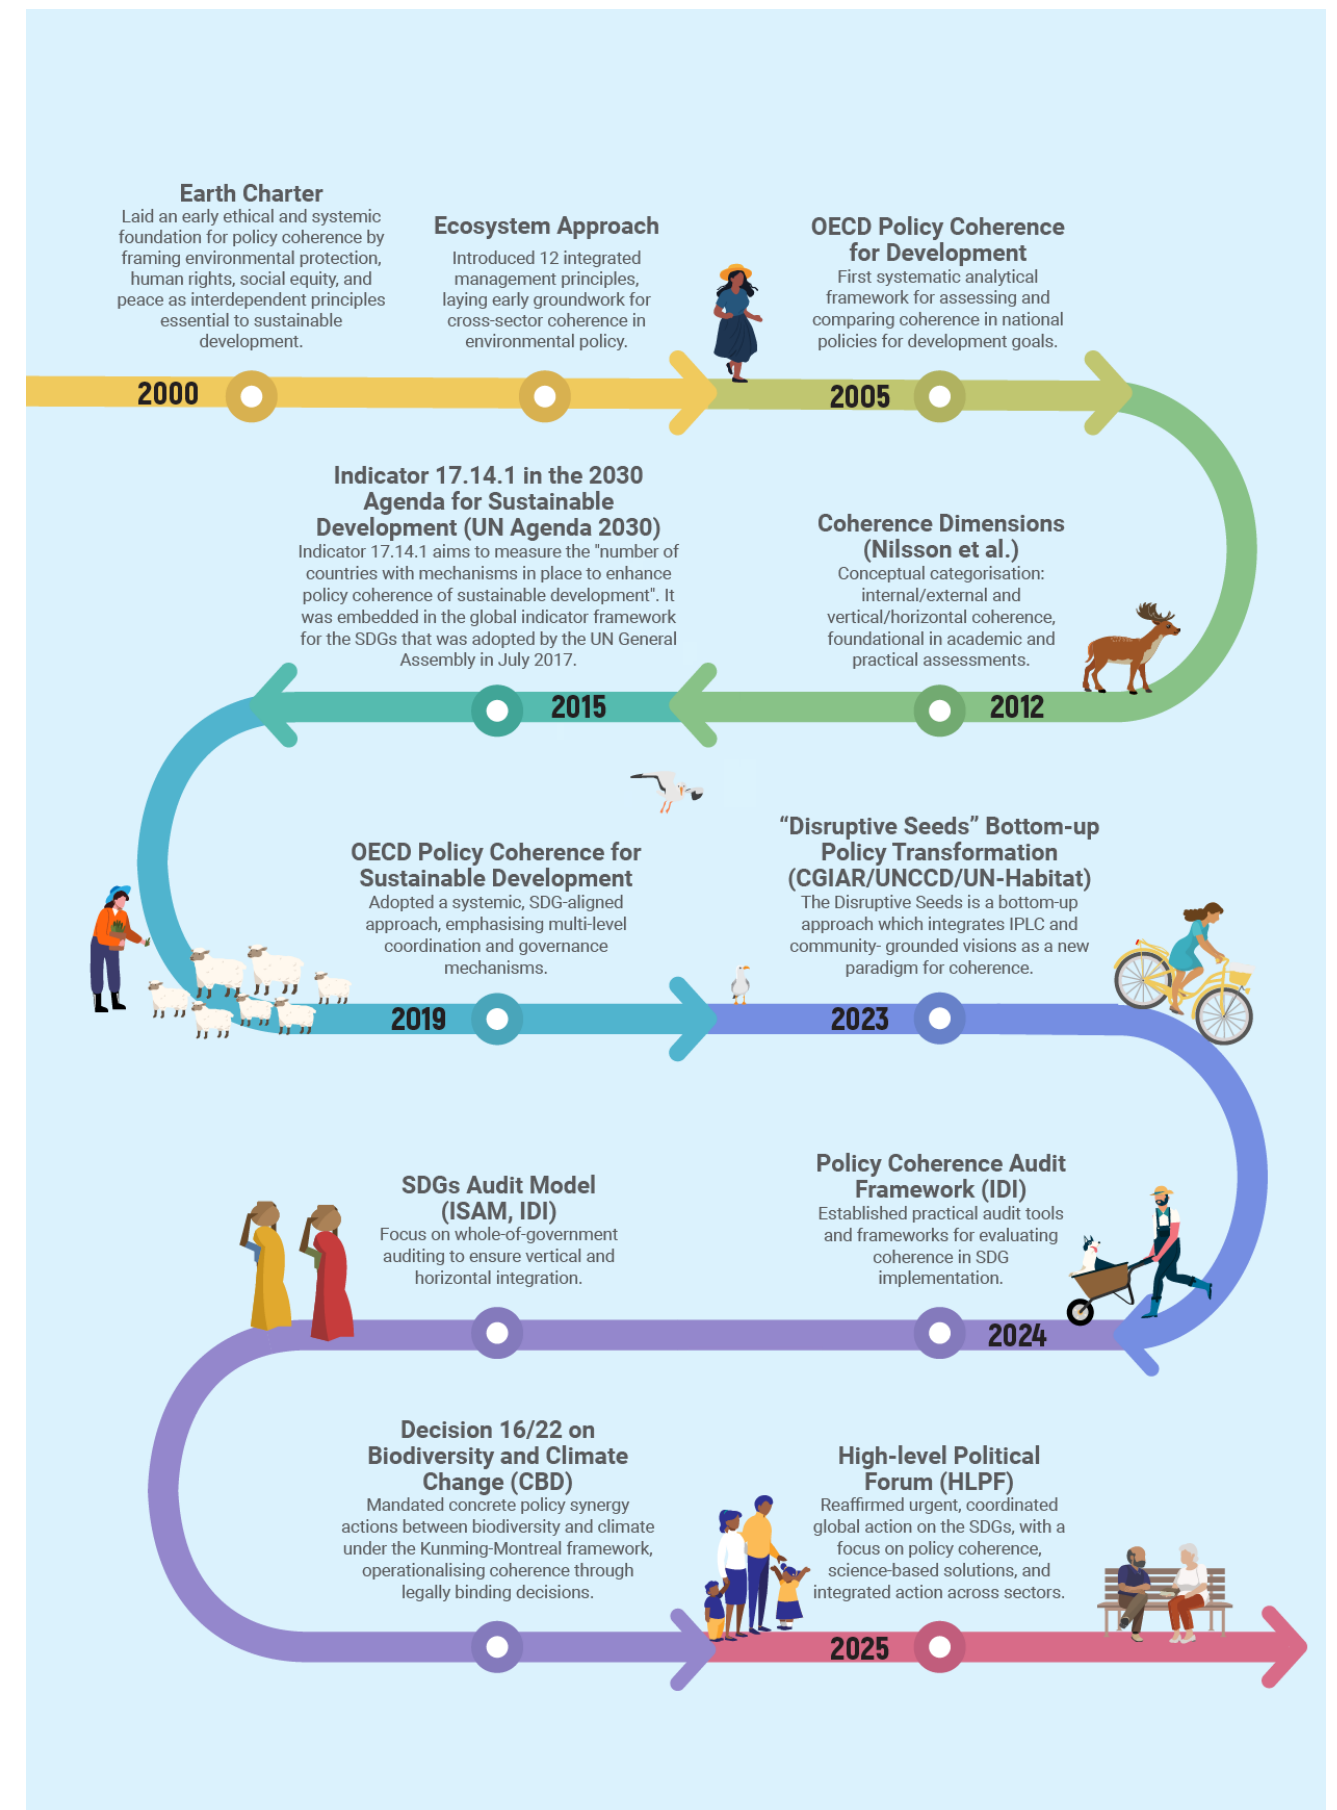 Earth Charter
Laid an early ethical and systemic
foundation for policy coherence by
framing environmental protection,
human rights, social equity, and
peace as interdependent principles
essential to sustainable
development.
2000
Ecosystem Approach
Introduced 12 integrated
management principles,
laying early groundwork for
cross-sector coherence in
environmental policy.
OECD Policy Coherence
for Development
First systematic analytical
framework for assessing and
comparing coherence in national
policies for development goals.
2005
Coherence Dimensions
(Nilsson et al.)
Conceptual categorisation:
internal/external and
vertical/horizontal coherence,
foundational in academic and
practical assessments.
2012
Indicator 17.14.1 in the 2030
Agenda for Sustainable
Development (UN Agenda 2030)
Indicator 17.14.1 aims to measure the "number of
countries with mechanisms in place to enhance
policy coherence of sustainable development". It
was embedded in the global indicator framework
for the SDGs that was adopted by the UN General
Assembly in July 2017.
2015
OECD Policy Coherence for
Sustainable Development
Adopted a systemic, SDG-aligned
approach, emphasising multi-level
coordination and governance
mechanisms.
2019
“Disruptive Seeds” Bottom-up
Policy Transformation
(CGIAR/UNCCD/UN-Habitat)
The Disruptive Seeds is a bottom-up
approach which integrates IPLC and
community- grounded visions as a new
paradigm for coherence.
2023
Policy Coherence Audit
Framework (IDI)
Established practical audit tools
and frameworks for evaluating
coherence in SDG
implementation.
2024
SDGs Audit Model
(ISAM, IDI)
Focus on whole-of-government
auditing to ensure vertical and
horizontal integration.
Decision 16/22 on
Biodiversity and Climate
Change (CBD)
Mandated concrete policy synergy
actions between biodiversity and climate
under the Kunming-Montreal framework,
operationalising coherence through
legally binding decisions.
High-level Political
Forum (HLPF)
Reaffirmed urgent, coordinated
global action on the SDGs, with a
focus on policy coherence,
science-based solutions, and
integrated action across sectors.
2025